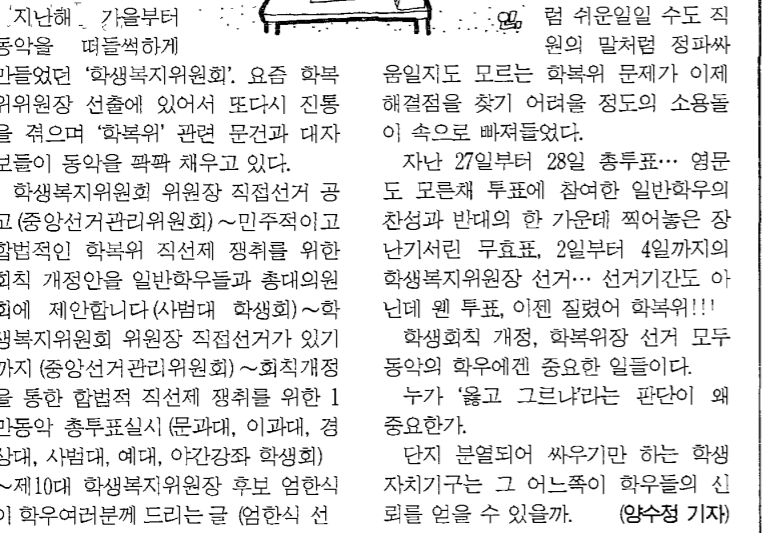 지난해 가을부터
동악을 떠들썩하게
만들었던 ‘학생복지위원회’. 요즘 학복
위위원장 선출에 있어서 또다시 진통
을 겪으며 ‘학복위’ 관련 문건과 대자
보들이 동악을 꽉꽉 채우고 있다.
학생복지위원회 위원장 직접선거 공
고(중앙선거관리위원회)～민주적이고
합법적인 학복위 직선제 쟁취를 위한
회칙 개정안을 일반학우들과 총대의원
회에 제안합니다(사범대 학생회)～학
생복지위원회 위원장 직접선거가 있기
까지(중앙선거관리위원회)～회칙개정
을 통한 합법적 직선제 쟁취를 위한 1
만동악 총투표실시(문과대, 이과대, 경
상대, 사범대, 예대, 야간강좌 학생회)
～제10대 학생복지위원장 후보 엄한식
이 학우여러분께 드리는 글 (엄한식 선
럼 쉬운일일 수도 직
원의 말처럼 정파싸
움일지도 모르는 학복위 문제가 이제
해결점을 찾기 어려울 정도의 소용돌
이 속으로 빠져들었다.
자난 27일부터 28일 총투표… 영문
도 모른채 투표에 참여한 일반학우의
찬성과 반대의 한 가운데 찍어놓은 장
난기서린 무효표, 2일부터 4일까지의
학생복지위원장 선거… 선거기간도 아
닌데 웬 투표, 이젠 질렸어 학복위!!!
학생회칙 개정, 학복위장 선거 모두
동악의 학우에겐 중요한 일들이다.
누가 ‘옳고 그르냐’라는 판단이 왜
중요한가.
단지 분열되어 싸우기만 하는 학생
자치기구는 그 어느쪽이 학우들의 신
뢰를 얻을 수 있을까. (양수정 기자)